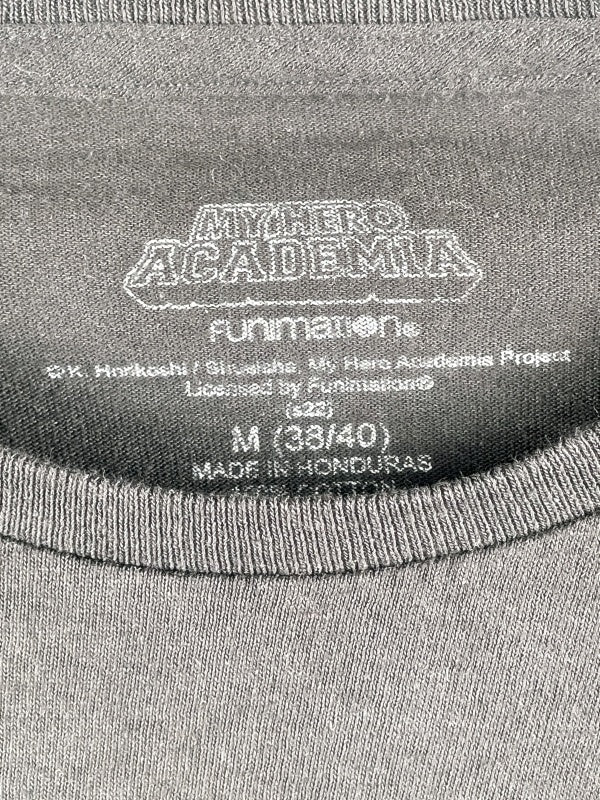 MY HERO
ACADEMIA
FUNIMATION®
© K. Horikoshi / Shueisha, My Hero Academia Project
Licensed by Funimation®
(s22)
M (38/40)
MADE IN HONDURAS
COTTON